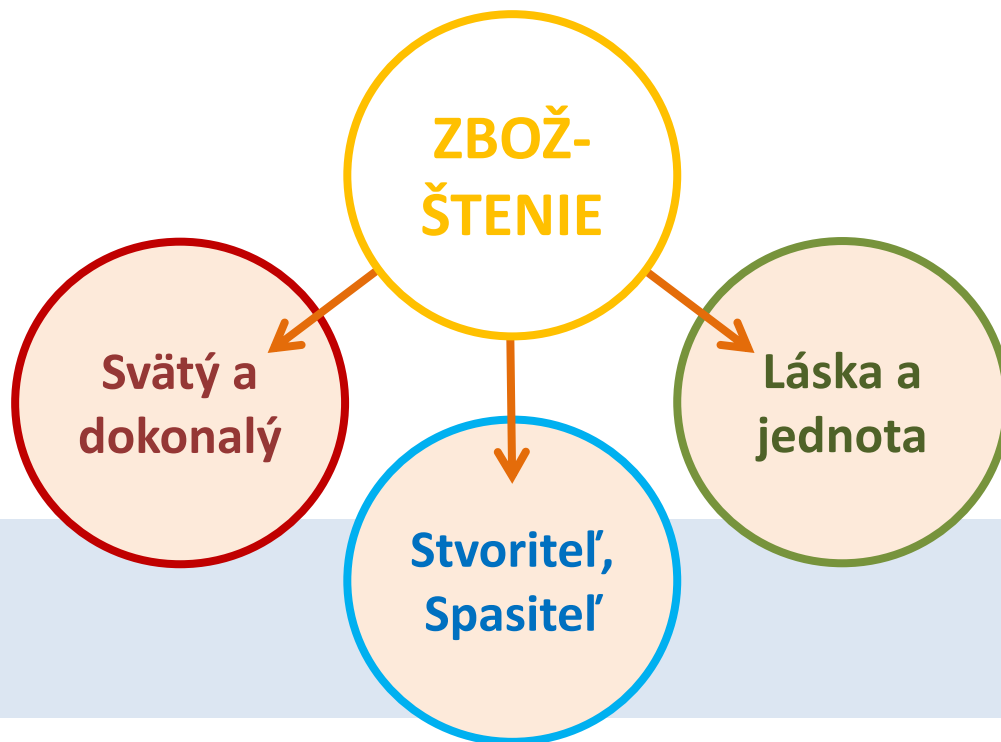 ZBOŽ-
ŠTENIE
Svätý a
dokonalý
Láska a
jednota
Stvoriteľ,
Spasiteľ